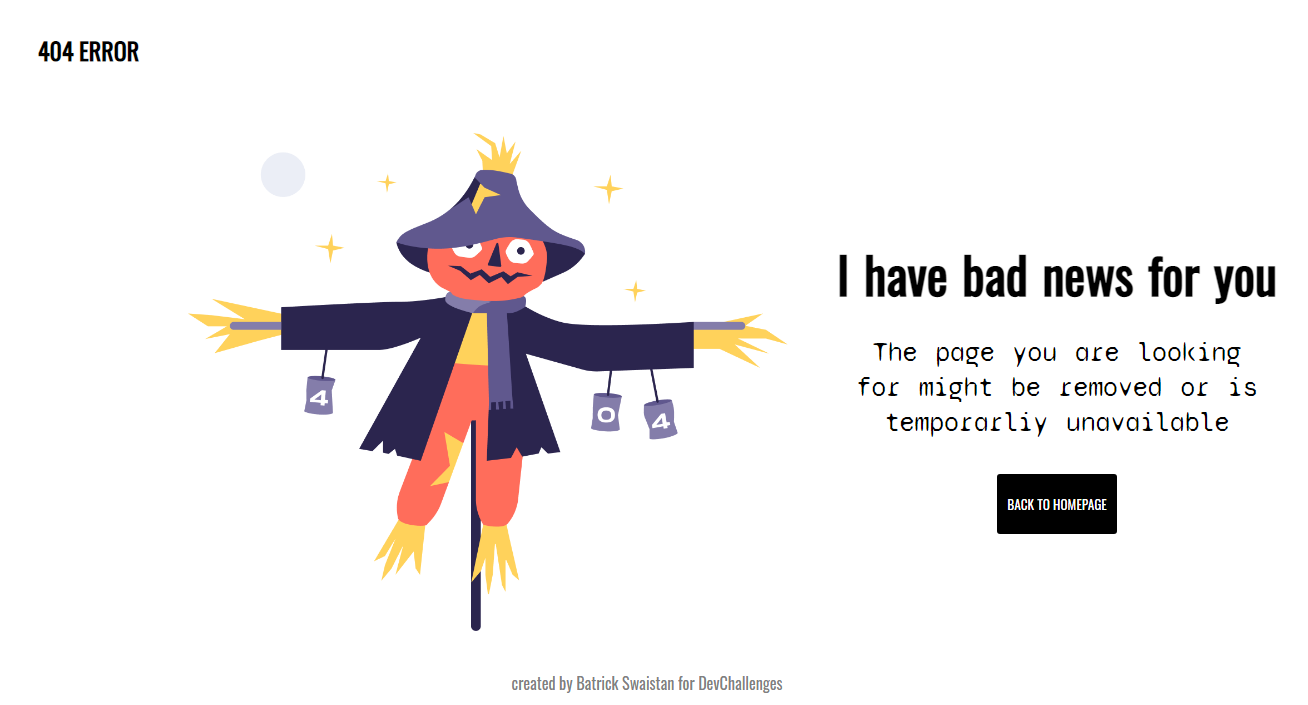 404 ERROR
I have bad news for you
The page you are looking
for might be removed or is
temporarliy unavailable
4
0
4
BACK TO HOMEPAGE
created by Batrick Swaistan for DevChallenges